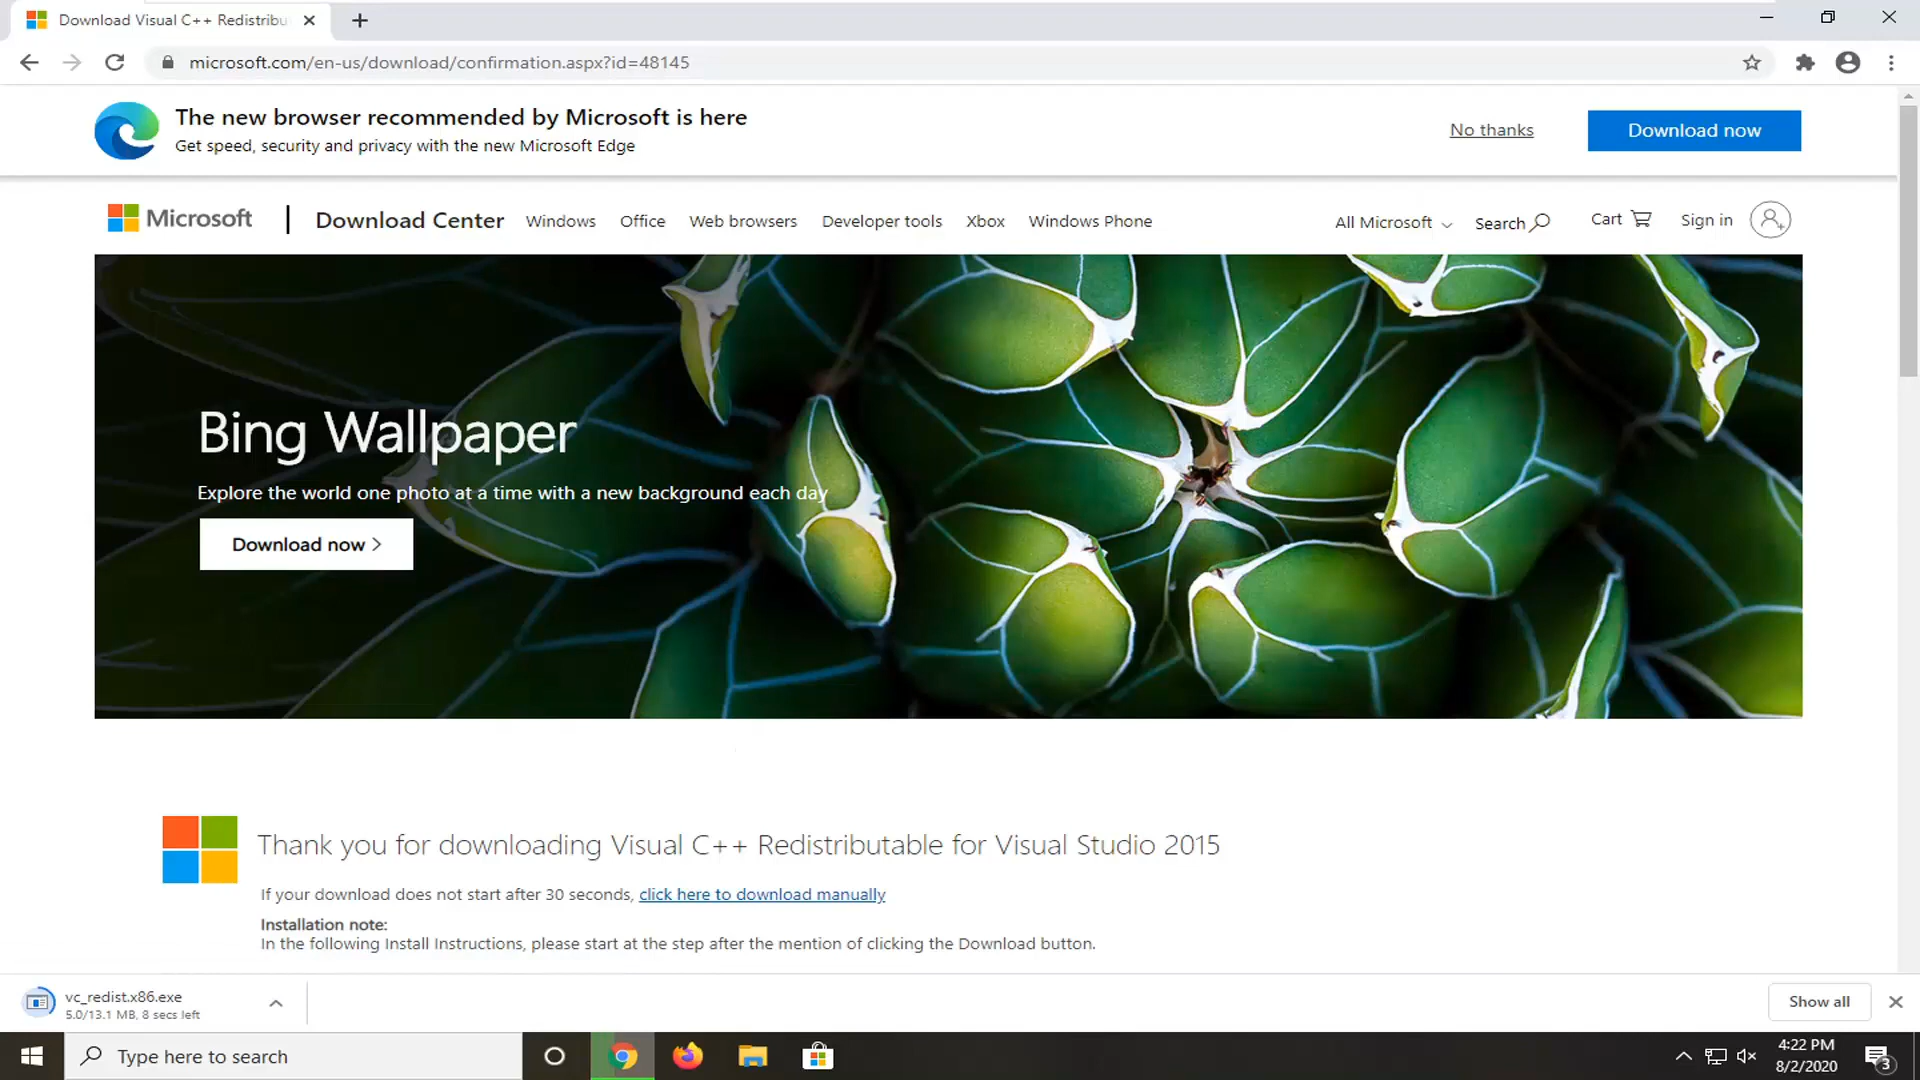 Download Visual C++ Redistribu
microsoft.com/en-us/download/confirmation.aspx?id=48145
The new browser recommended by Microsoft is here
Get speed, security and privacy with the new Microsoft Edge
No thanks
Download now
Microsoft
Download Center
Windows
Office
Web browsers
Developer tools
Xbox
Windows Phone
All Microsoft
Search
Cart
Sign in
Bing Wallpaper
Explore the world one photo at a time with a new background each day
Download now >
Thank you for downloading Visual C++ Redistributable for Visual Studio 2015
If your download does not start after 30 seconds, click here to download manually
Installation note:
In the following Install Instructions, please start at the step after the mention of clicking the Download button.
vc_redist.x86.exe
5.0/13.1 MB, 8 secs left
Show all
Type here to search
4:22 PM
8/2/2020
3